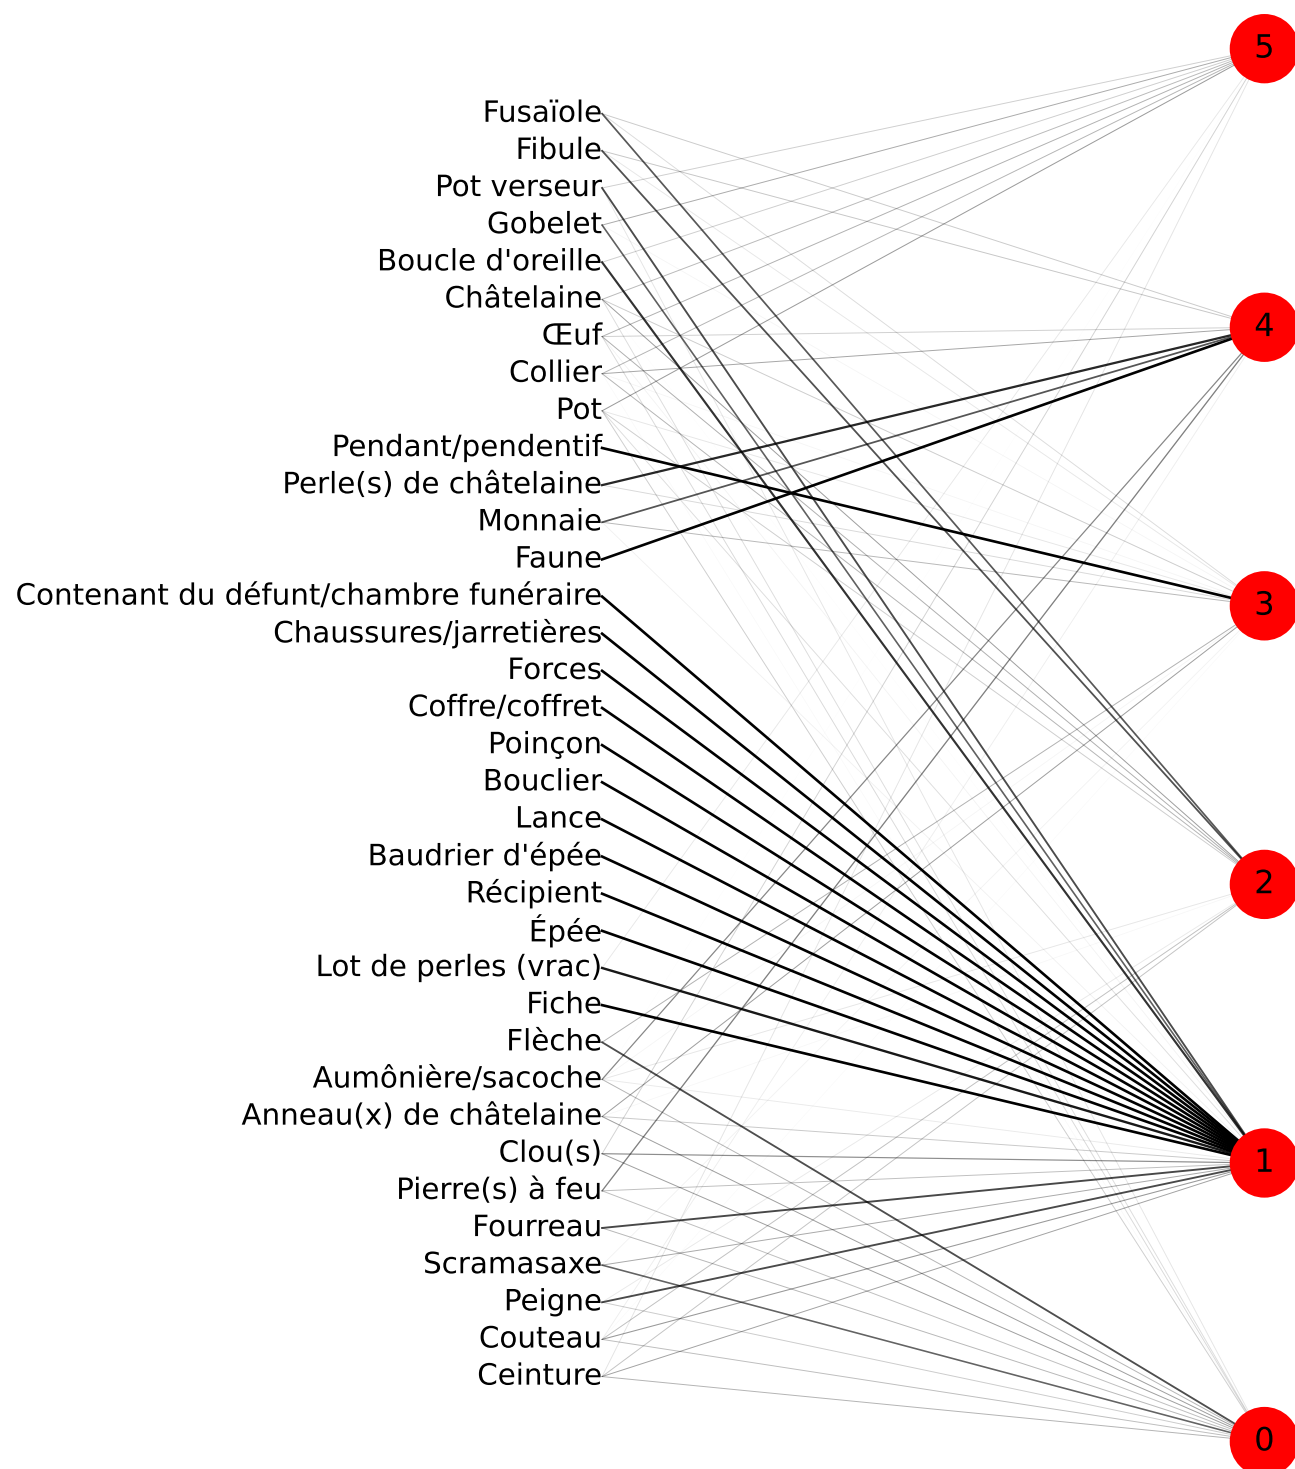 5
Fusaïole
Fibule
Pot verseur
Gobelet
Boucle d'oreille
Châtelaine
Œuf
4
Collier
Pot
Pendant/pendentif
Perle(s) de châtelaine
Monnaie
Faune
Contenant du défunt/chambre funéraire
3
Chaussures/jarretières
Forces
Coffre/coffret
Poinçon
Bouclier
Lance
Baudrier d'épée
2
Récipient
Épée
Lot de perles (vrac)
Fiche
Flèche
Aumônière/sacoche
Anneau(x) de châtelaine
Clou(s)
1
Pierre(s) à feu
Fourreau
Scramasaxe
Peigne
Couteau
Ceinture
0